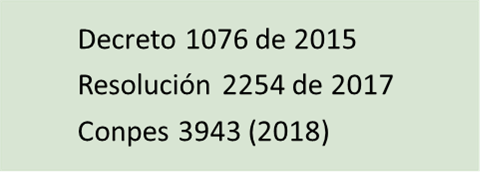 Decreto 1076 de 2015
Resolución 2254 de 2017
Conpes 3943 (2018)